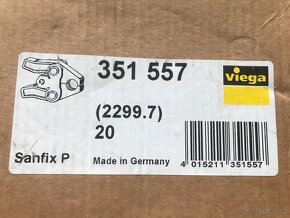 351 557
viega
(2299.7)
20
Sanfix P
Made in Germany
4 015211 351557